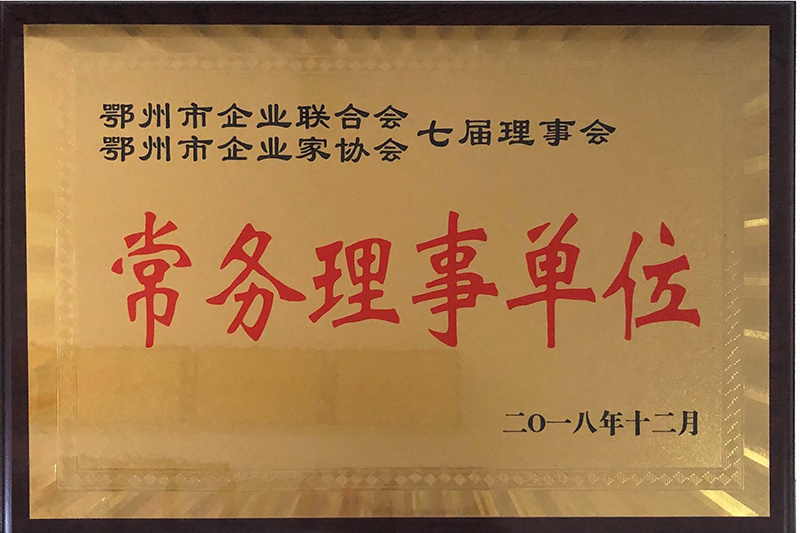 鄂州市企业联合会
鄂州市企业家协会 七届理事会
常务理事单位
二〇一八年十二月